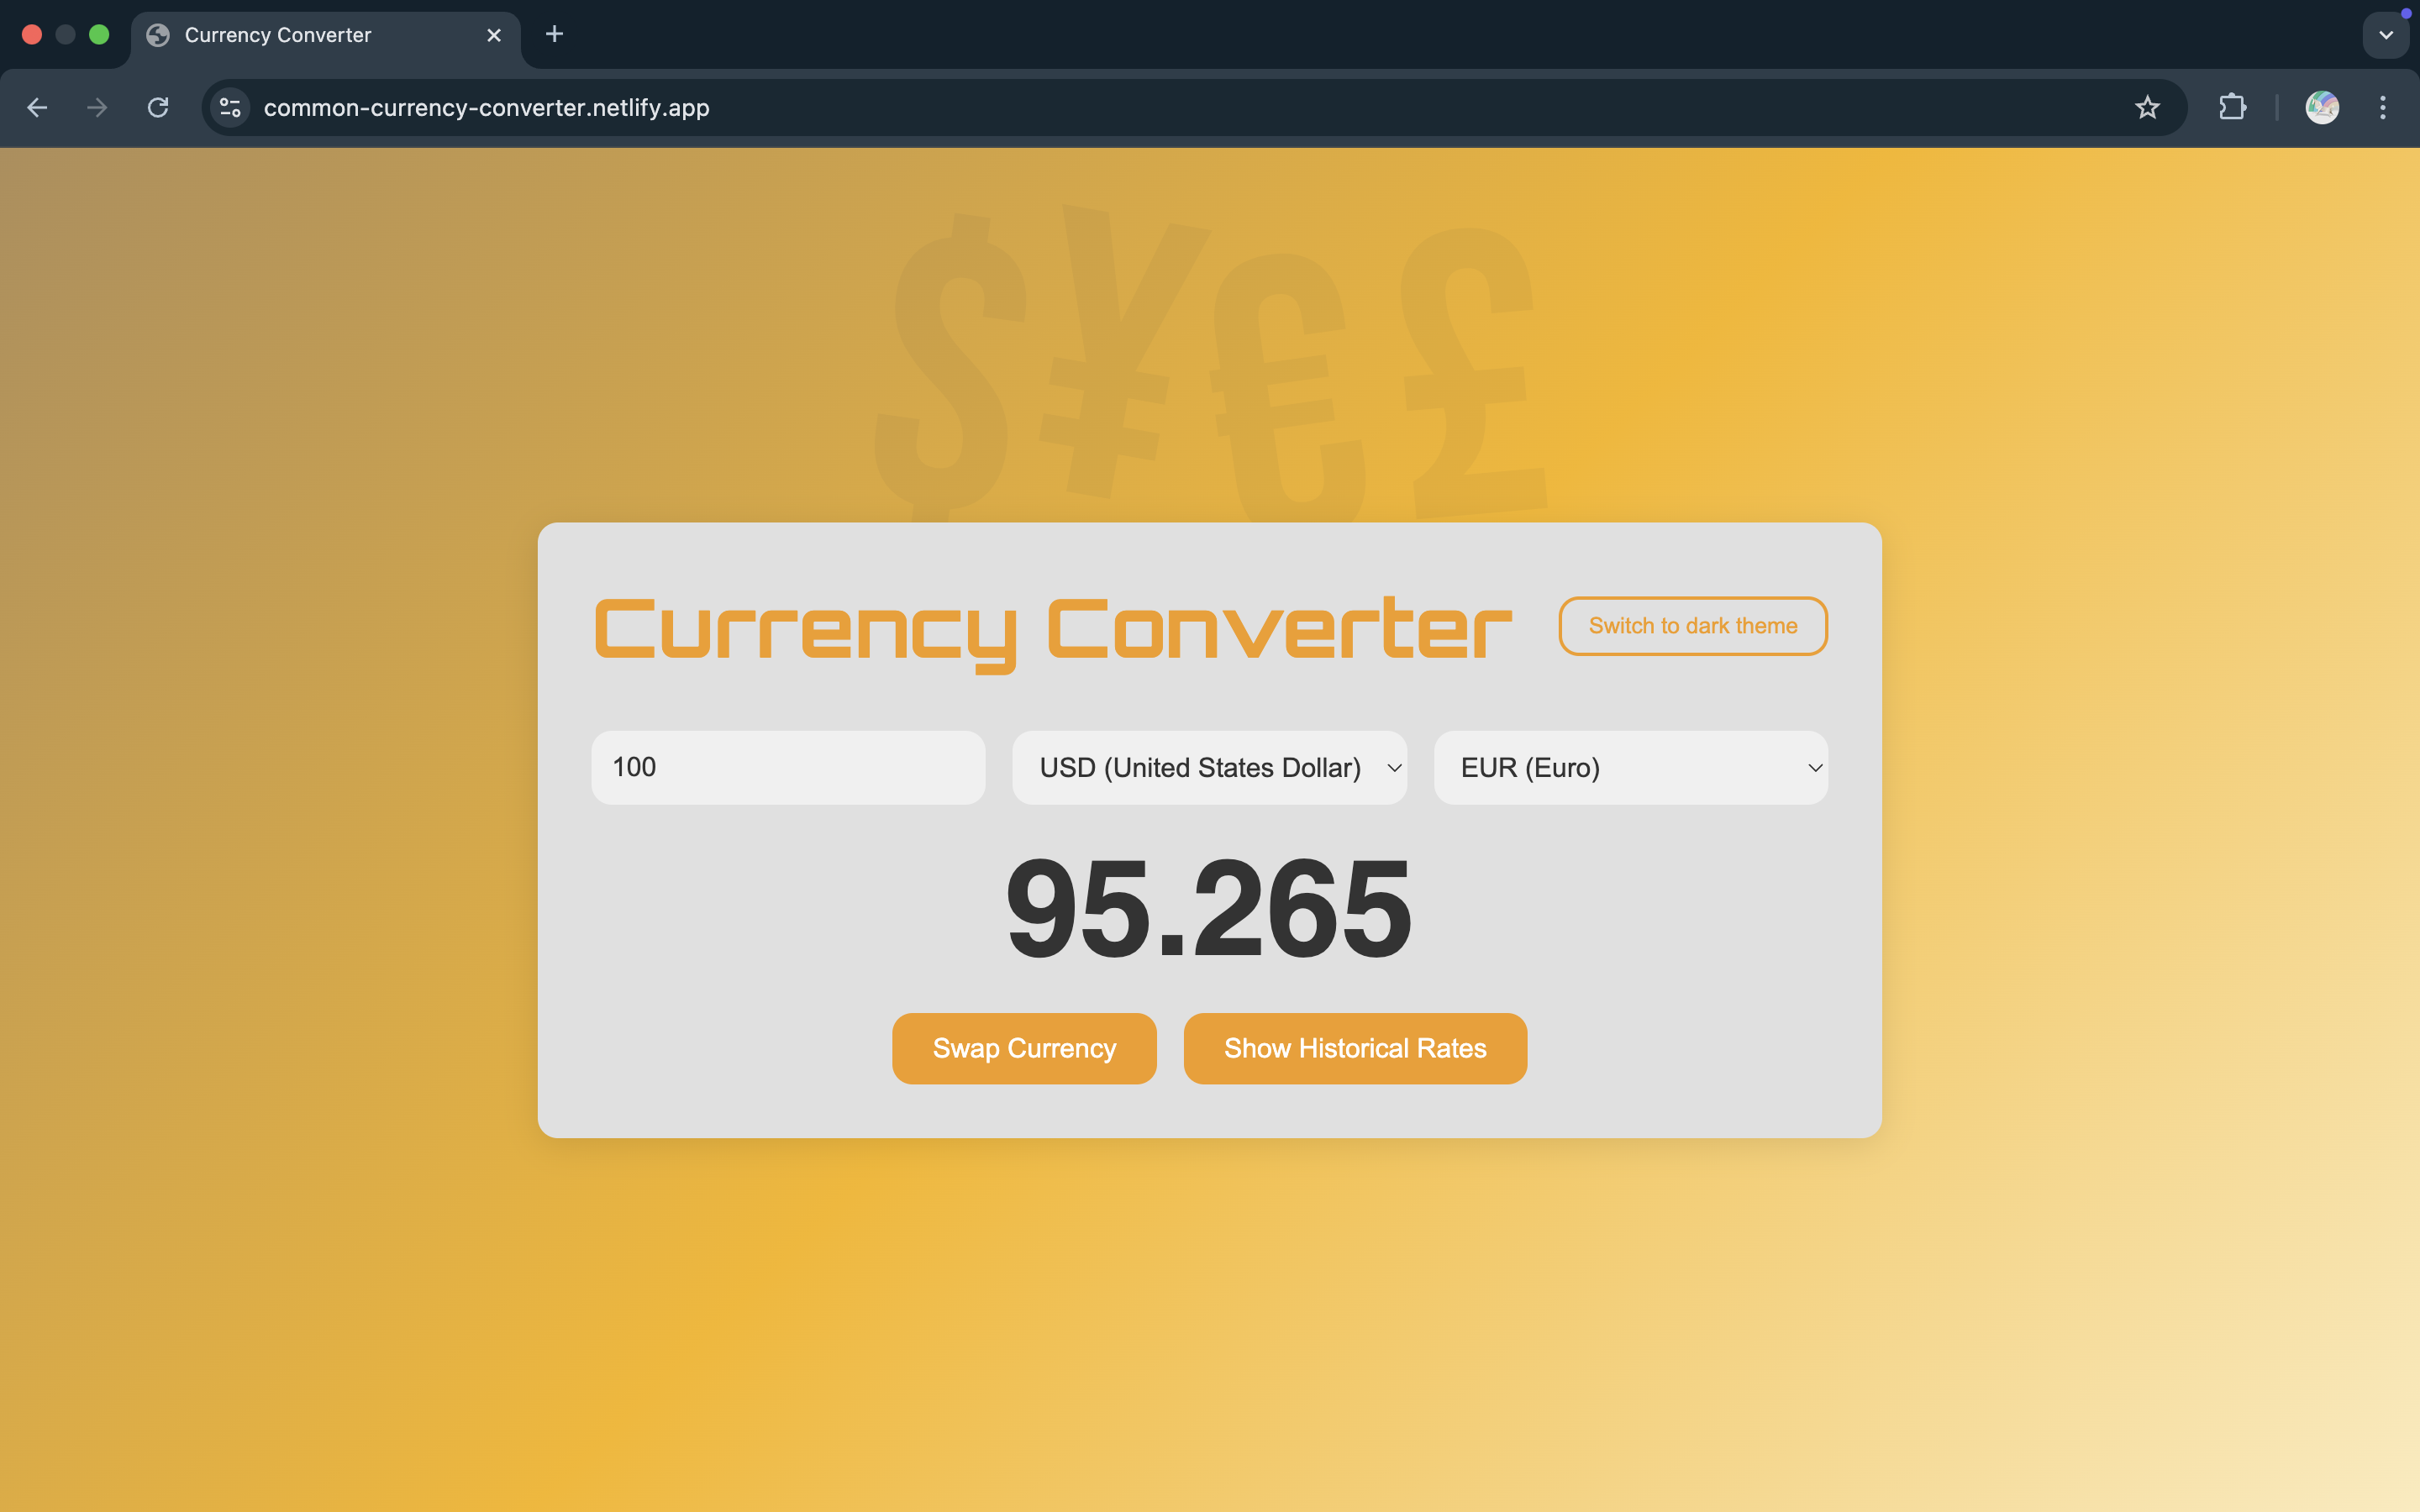 Currency Converter
common-currency-converter.netlify.app
$¥€£
Currency Converter
Switch to dark theme
100
USD (United States Dollar)
EUR (Euro)
95.265
Swap Currency
Show Historical Rates